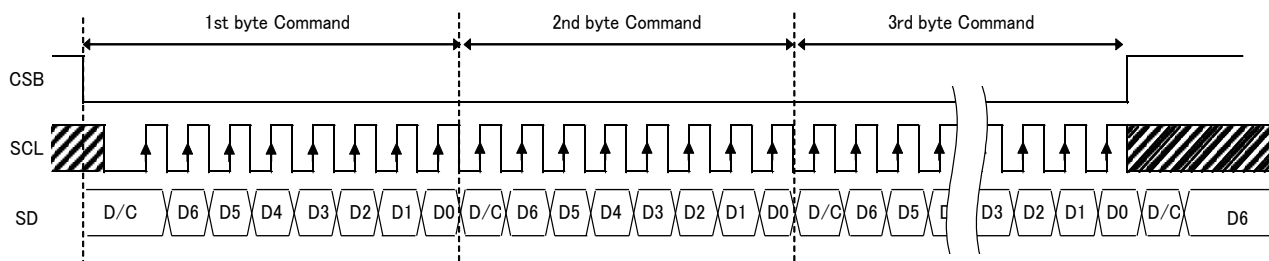 1st byte Command 2nd byte Command 3rd byte Command
CSB
SCL
SD D/C D6 D5 D4 D3 D2 D1 D0 D/C D6 D5 D4 D3 D2 D1 D0 D/C D6 D5 D3 D2 D1 D0 D/C D6